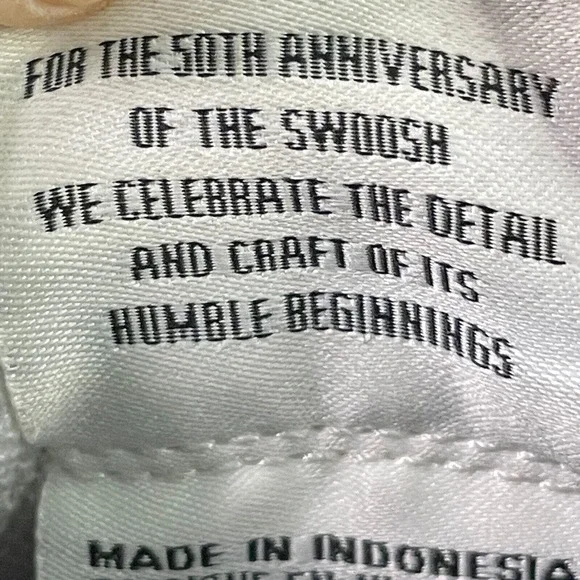 FOR THE 50TH ANNIVERSARY
OF THE SWOOSH
WE CELEBRATE THE DETAIL
AND CRAFT OF ITS
HUMBLE BEGINNINGS
MADE IN INDONESIA